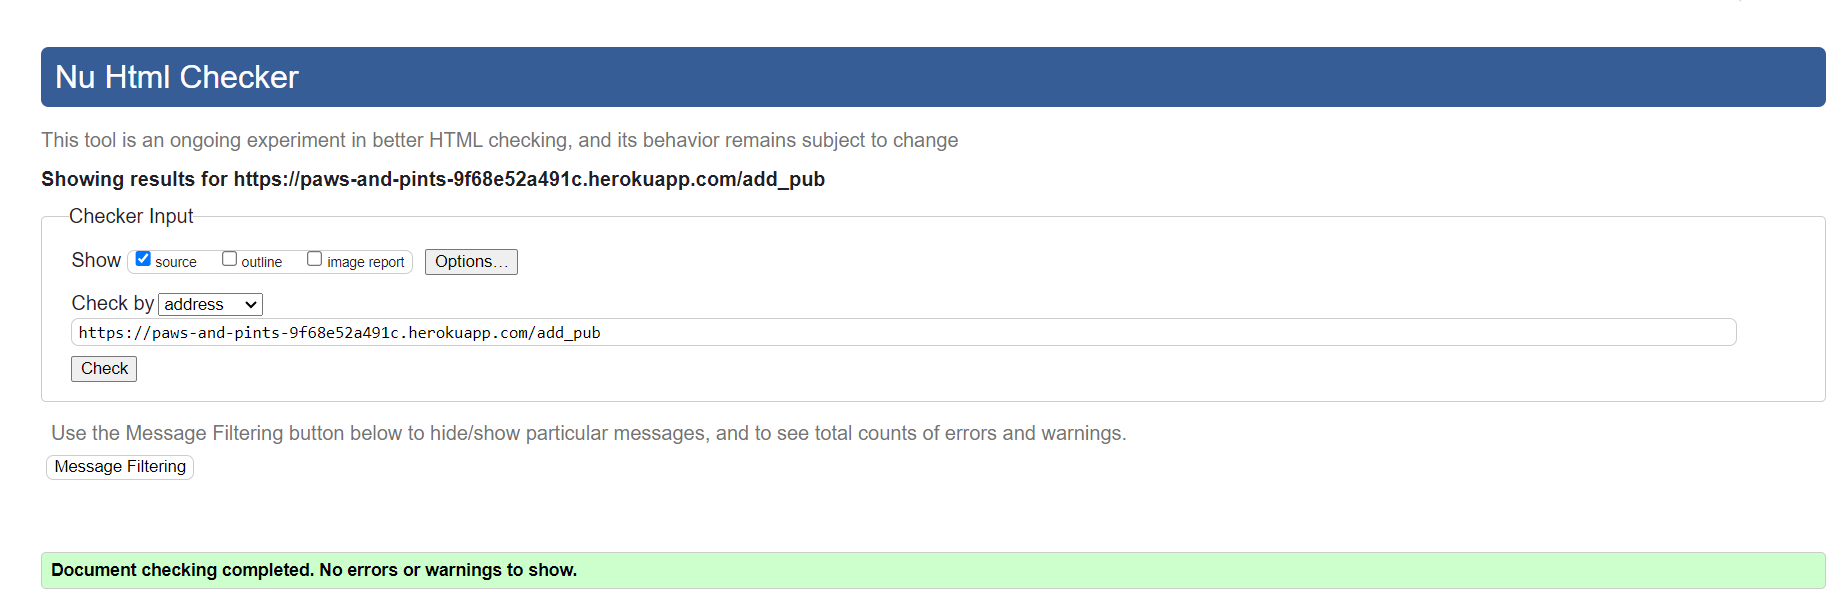 Nu Html Checker
This tool is an ongoing experiment in better HTML checking, and its behavior remains subject to change
Showing results for https://paws-and-pints-9f68e52a491c.herokuapp.com/add_pub
Checker Input
Show source outline image report Options...
Check by address
https://paws-and-pints-9f68e52a491c.herokuapp.com/add_pub
Check
Use the Message Filtering button below to hide/show particular messages, and to see total counts of errors and warnings.
Message Filtering
Document checking completed. No errors or warnings to show.